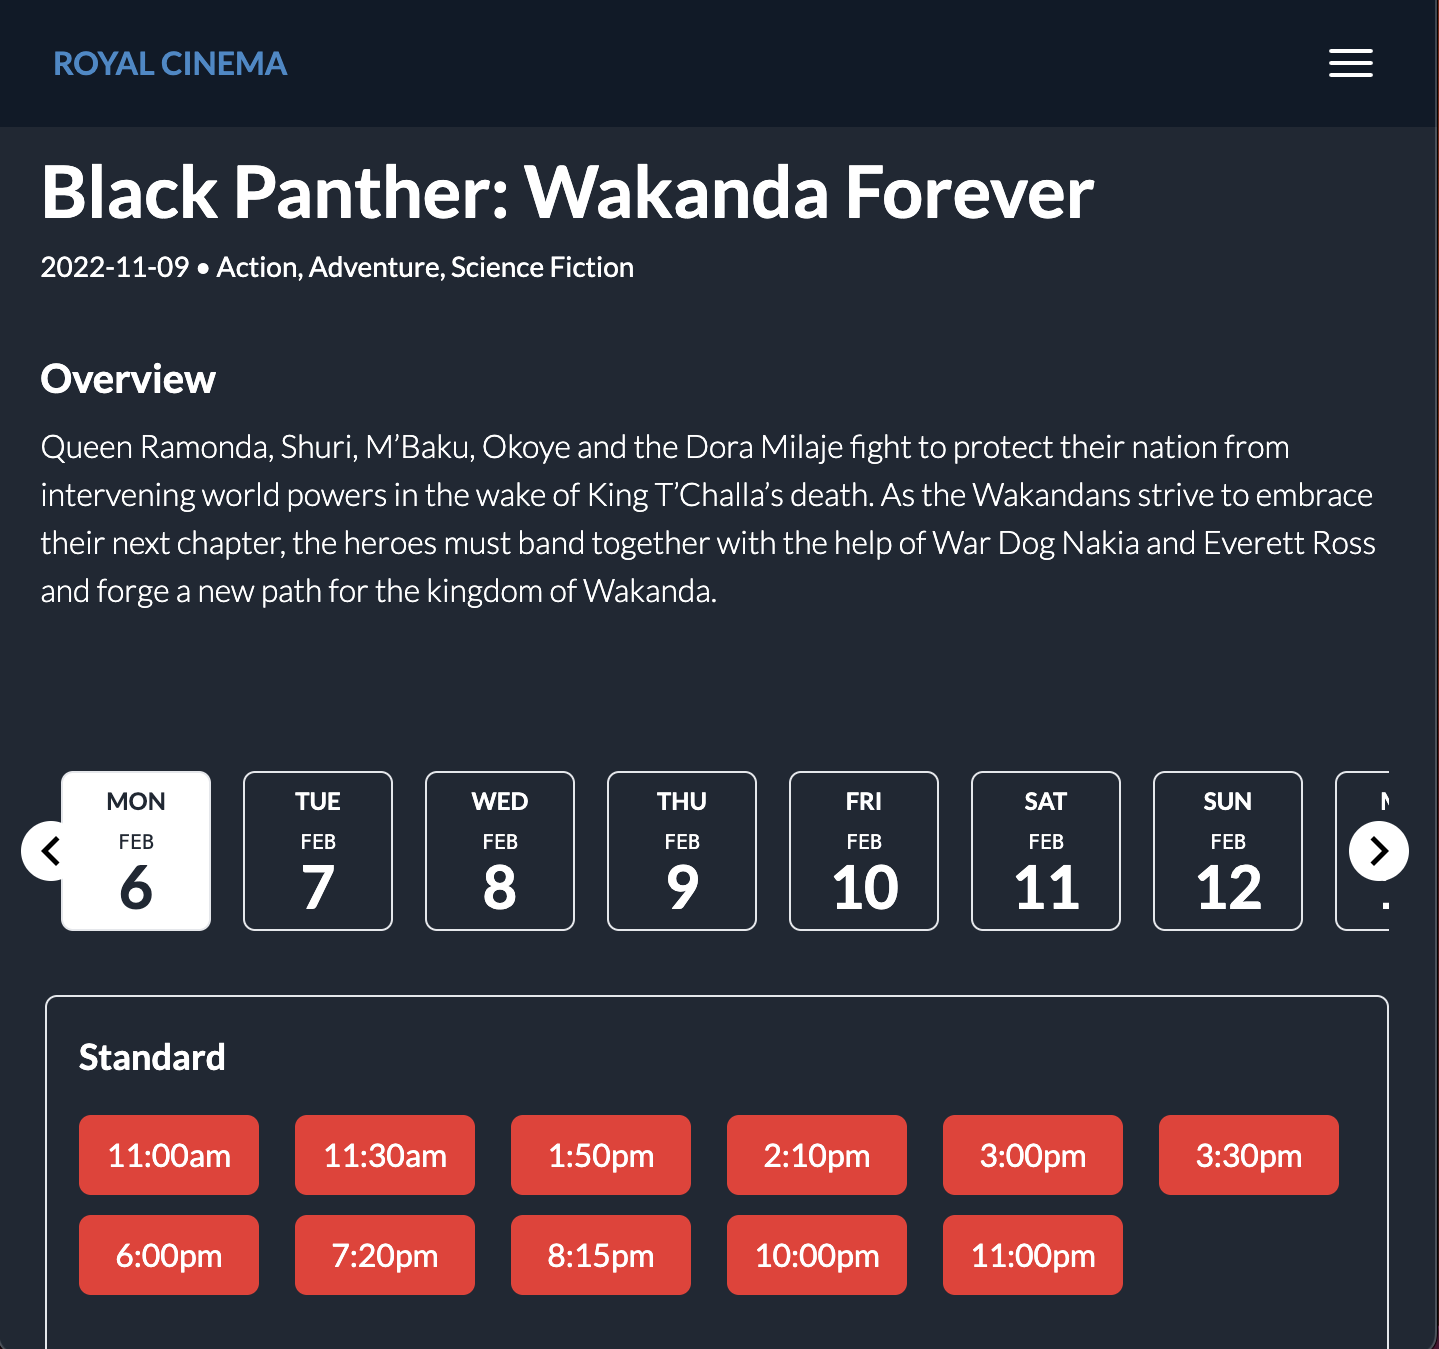 ROYAL CINEMA
Black Panther: Wakanda Forever
2022-11-09 • Action, Adventure, Science Fiction
Overview
Queen Ramonda, Shuri, M’Baku, Okoye and the Dora Milaje fight to protect their nation from
intervening world powers in the wake of King T’Challa’s death. As the Wakandans strive to embrace
their next chapter, the heroes must band together with the help of War Dog Nakia and Everett Ross
and forge a new path for the kingdom of Wakanda.
MON TUE WED THU FRI SAT SUN
FEB FEB FEB FEB FEB FEB FEB
6 7 8 9 10 11 12
Standard
11:00am 11:30am 1:50pm 2:10pm 3:00pm 3:30pm
6:00pm 7:20pm 8:15pm 10:00pm 11:00pm